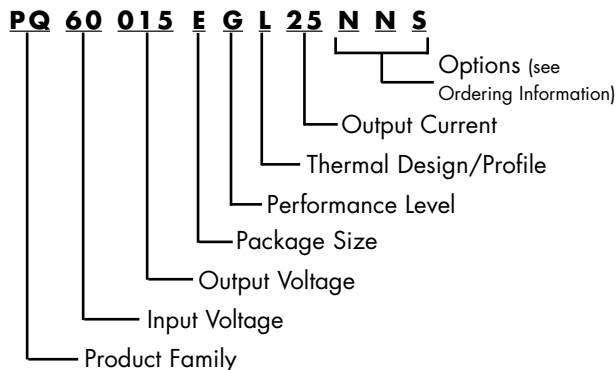 PQ 60 015 E G L 25 N N S
Options (see
Ordering Information)
Output Current
Thermal Design/Profile
Performance Level
Package Size
Output Voltage
Input Voltage
Product Family